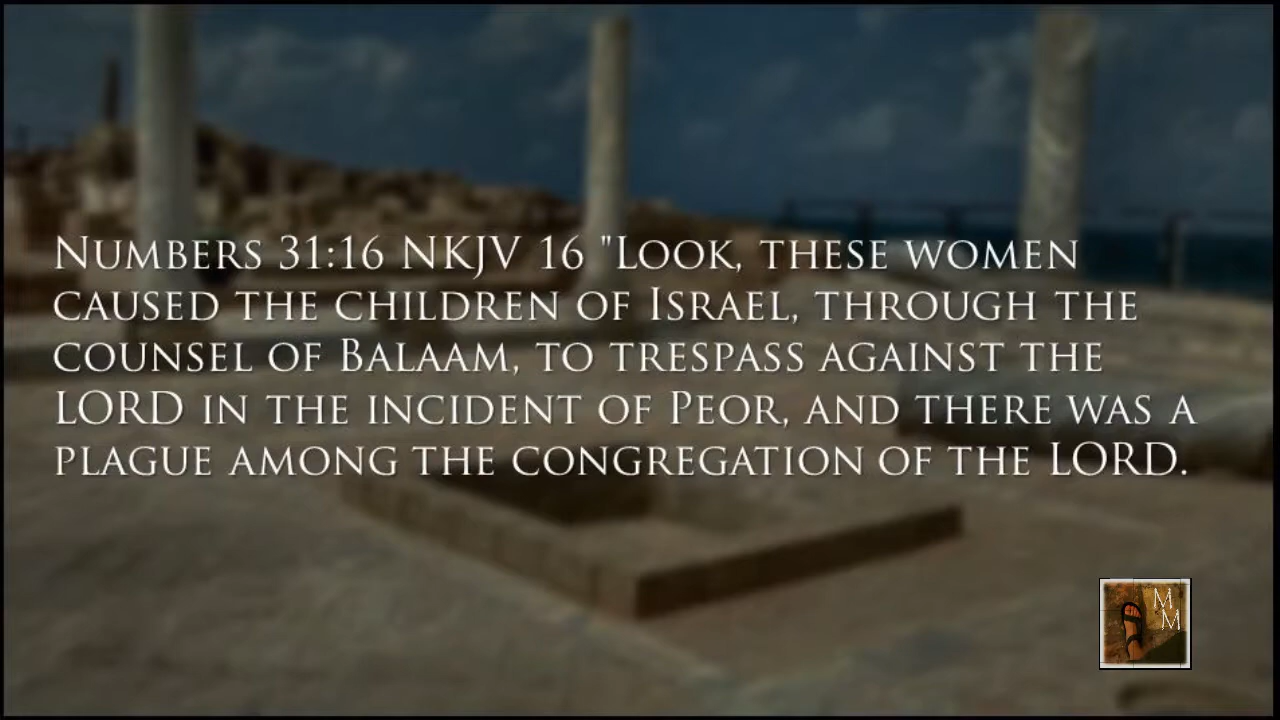 Numbers 31:16 NKJV 16 "Look, these women
caused the children of Israel, through the
counsel of Balaam, to trespass against the
LORD in the incident of Peor, and there was a
plague among the congregation of the LORD.
M
M